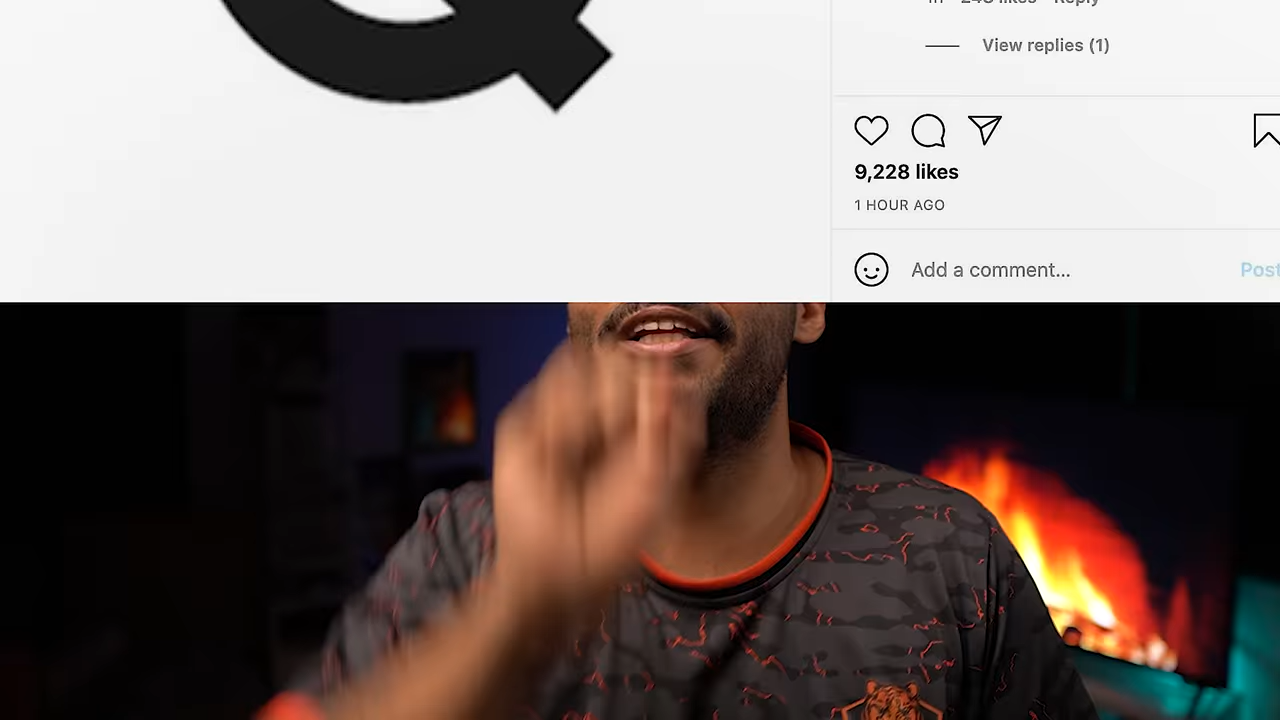 Q
View replies (1)
9,228 likes
1 HOUR AGO
Add a comment...
Post